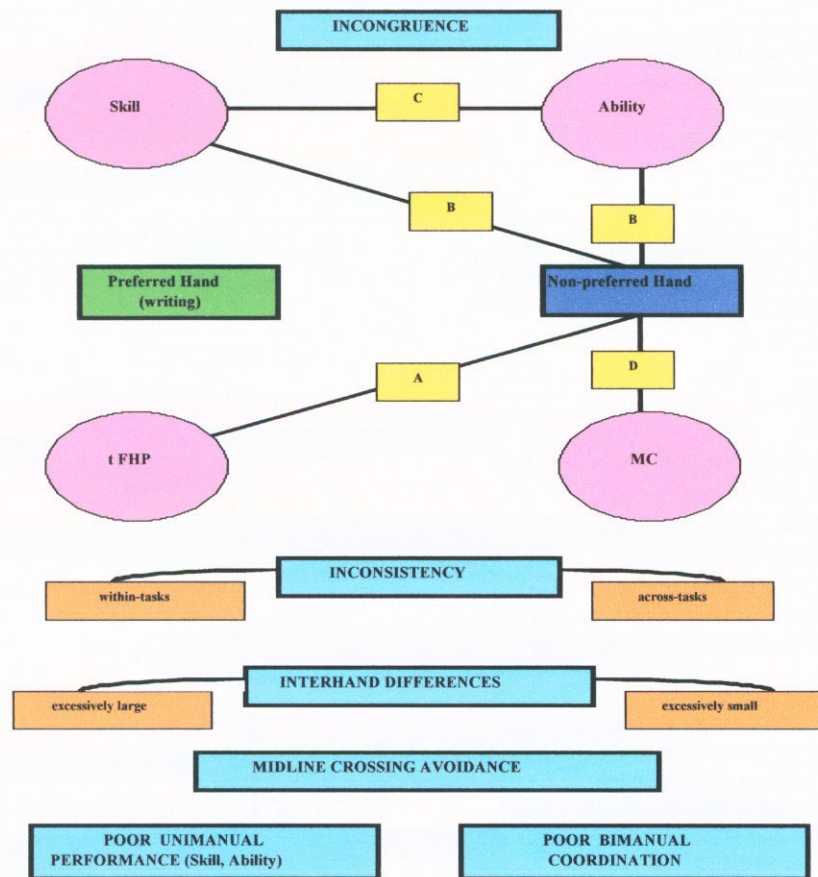 INCONGRUENCE
Skill
C
Ability
B
B
Preferred Hand
(writing)
Non-preferred Hand
A
D
t FHP
MC
INCONSISTENCY
within-tasks
across-tasks
INTERHAND DIFFERENCES
excessively large
excessively small
MIDLINE CROSSING AVOIDANCE
POOR UNIMANUAL
PERFORMANCE (Skill, Ability)
POOR BIMANUAL
COORDINATION